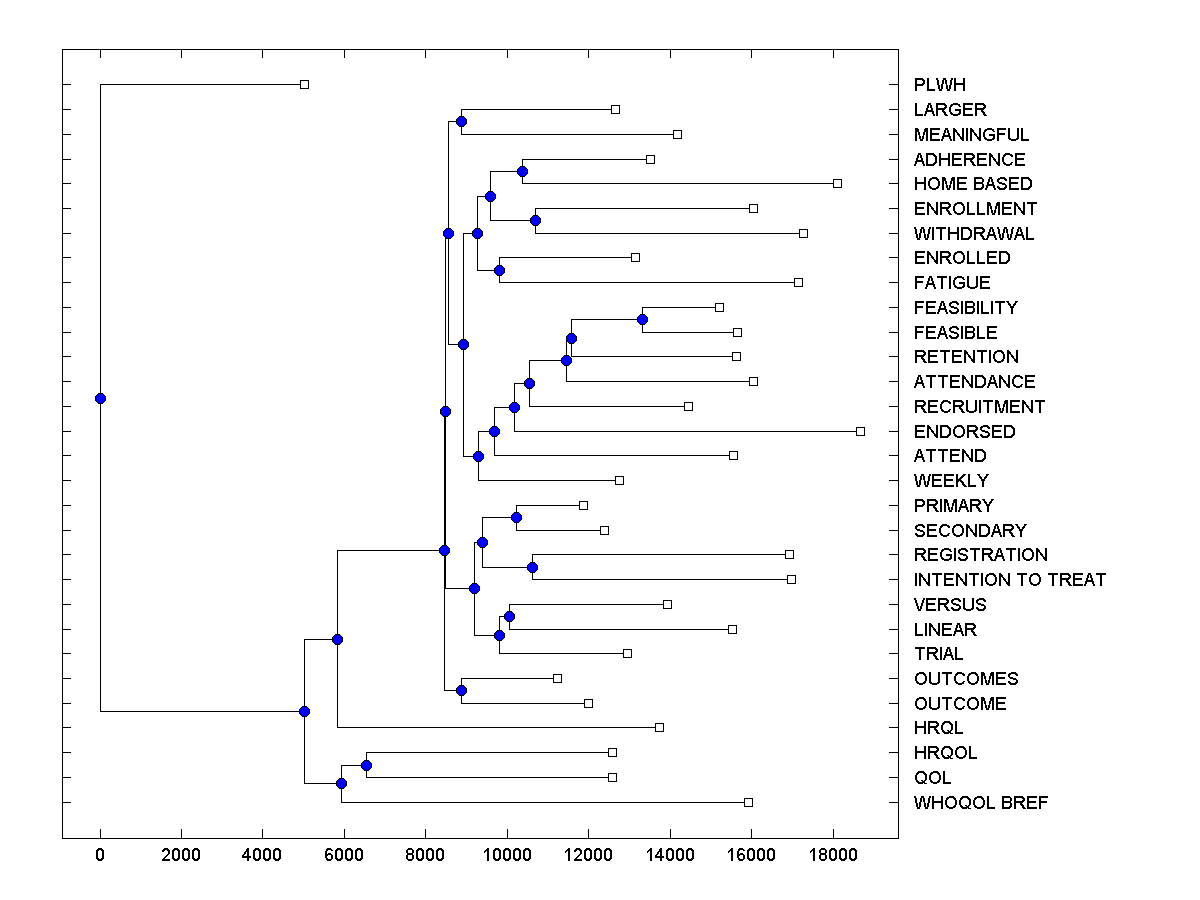 PLWH
LARGER
MEANINGFUL
ADHERENCE
HOME BASED
ENROLLMENT
WITHDRAWAL
ENROLLED
FATIGUE
FEASIBILITY
FEASIBLE
RETENTION
ATTENDANCE
RECRUITMENT
ENDORSED
ATTEND
WEEKLY
PRIMARY
SECONDARY
REGISTRATION
INTENTION TO TREAT
VERSUS
LINEAR
TRIAL
OUTCOMES
OUTCOME
HRQL
HRQOL
QOL
WHOQOL BREF
0 2000 4000 6000 8000 10000 12000 14000 16000 18000